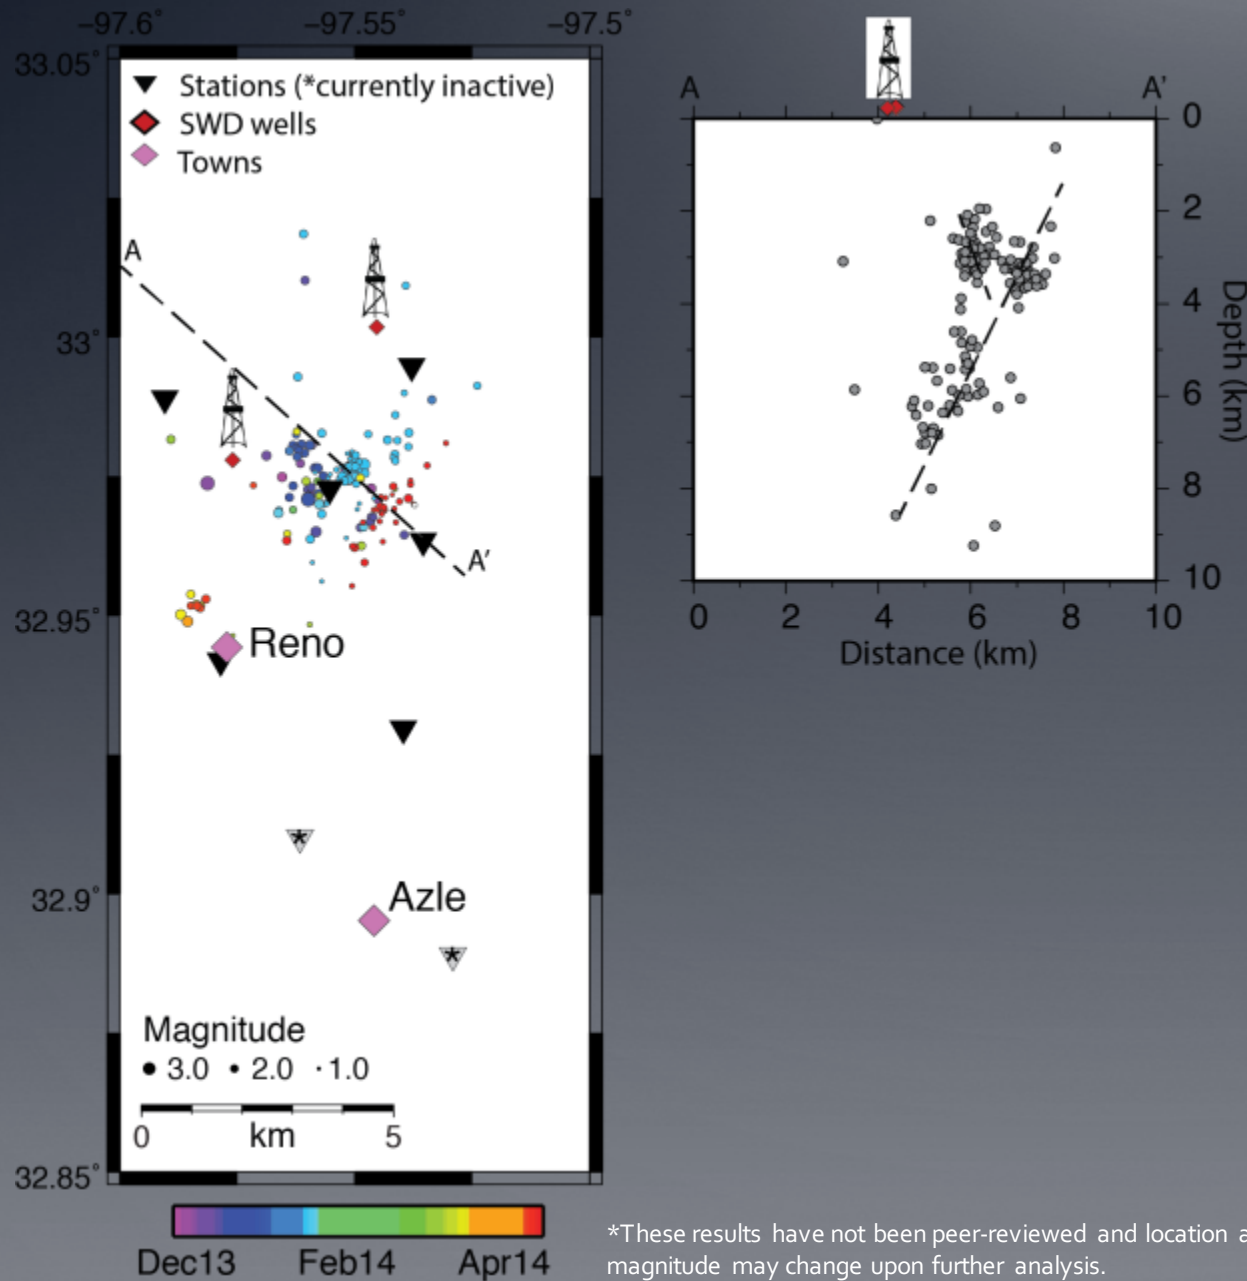 −97.6° −97.55° −97.5°
33.05°
Stations (*currently inactive)
SWD wells
Towns
A
33°
A'
32.95°
Reno
*
32.9°
Azle
*
Magnitude
3.0 2.0 1.0
0 km 5
32.85°
Dec13 Feb14 Apr14
A A'
0
2
4
6
8
10
Depth (km)
0 2 4 6 8 10
Distance (km)
*These results have not been peer-reviewed and location a
magnitude may change upon further analysis.